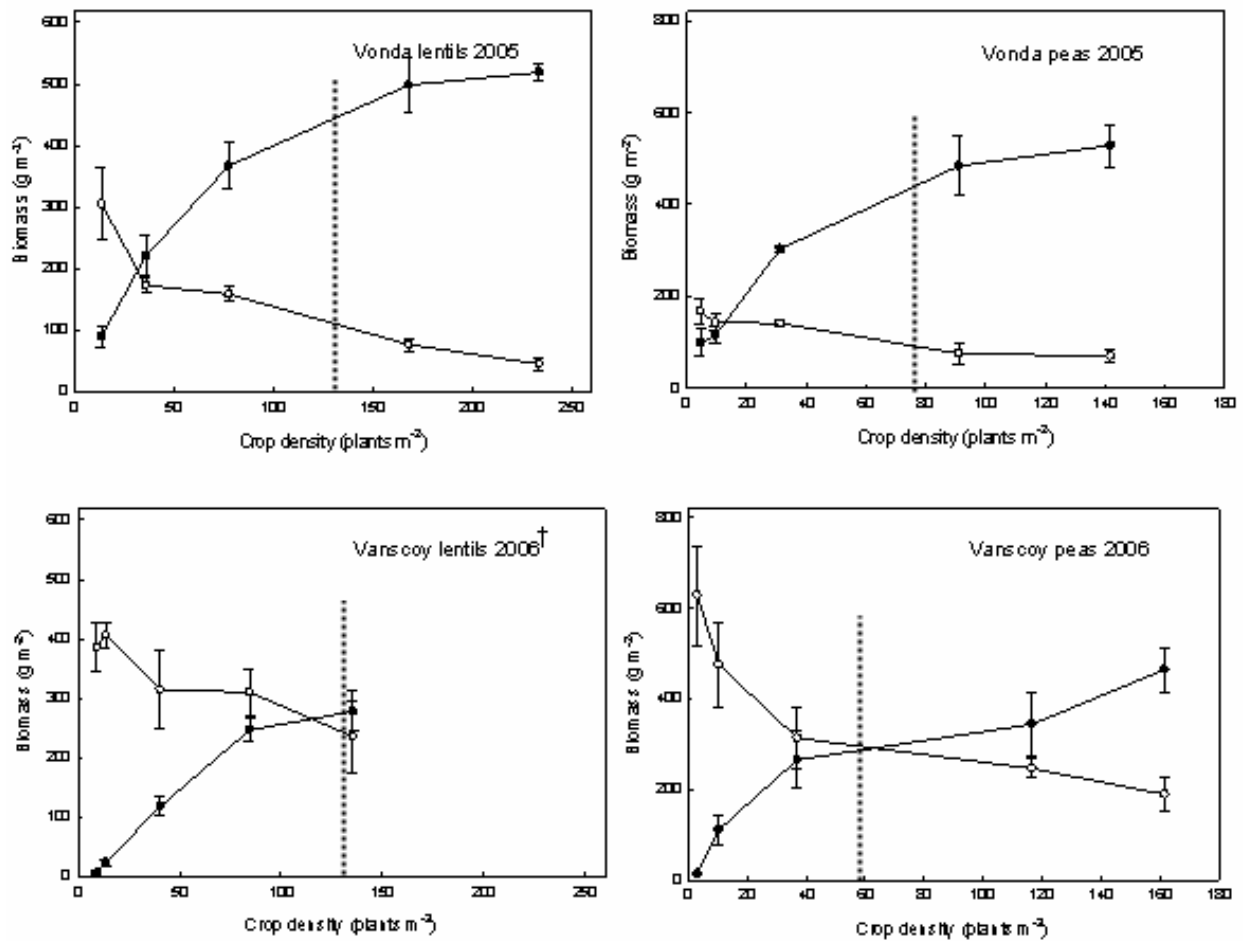 Vonda lentils 2005
Biomass (g m⁻¹)
600
500
400
300
200
100
0
0 50 100 150 200 250
Crop density (plants m⁻²)
Vonda peas 2005
Biomass (g m⁻²)
800
600
400
200
0
0 20 40 60 80 100 120 140 160 180
Crop density (plants m⁻²)
Vanscoy lentils 2006†
Biomass (g m⁻²)
600
500
400
300
200
100
0
0 50 100 150 200 250
Crop density (plants m⁻²)
Vanscoy peas 2006
Biomass (g m⁻²)
800
600
400
200
0
0 20 40 60 80 100 120 140 160 180
Crop density (plants m⁻²)